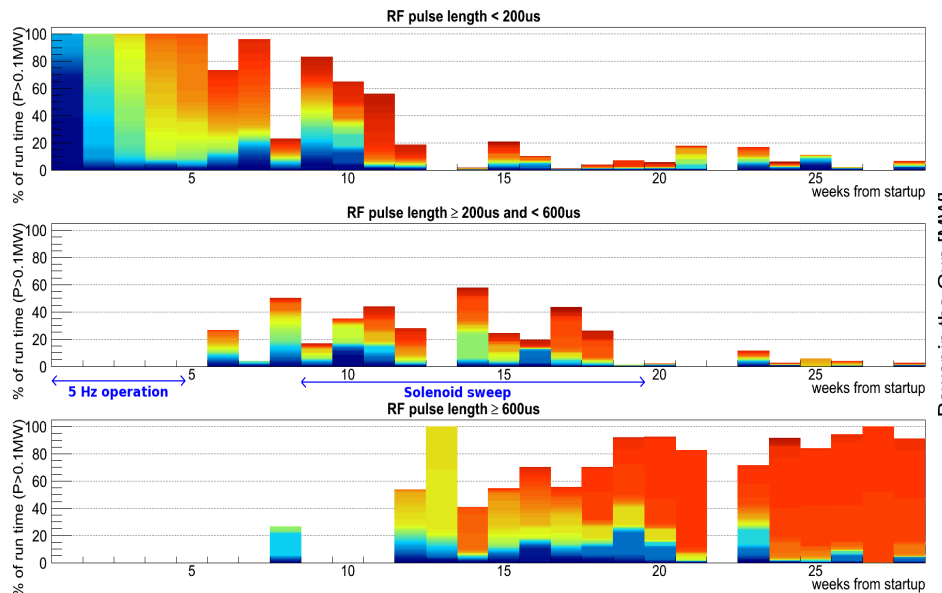 RF pulse length < 200us
% of run time (P>0.1MW)
100
80
60
40
20
0
5
10
15
20
25
weeks from startup
RF pulse length ≥ 200us and < 600us
% of run time (P>0.1MW)
100
80
60
40
20
0
5 Hz operation
Solenoid sweep
10
15
20
25
weeks from startup
RF pulse length ≥ 600us
% of run time (P>0.1MW)
100
80
60
40
20
0
5
10
15
20
25
weeks from startup